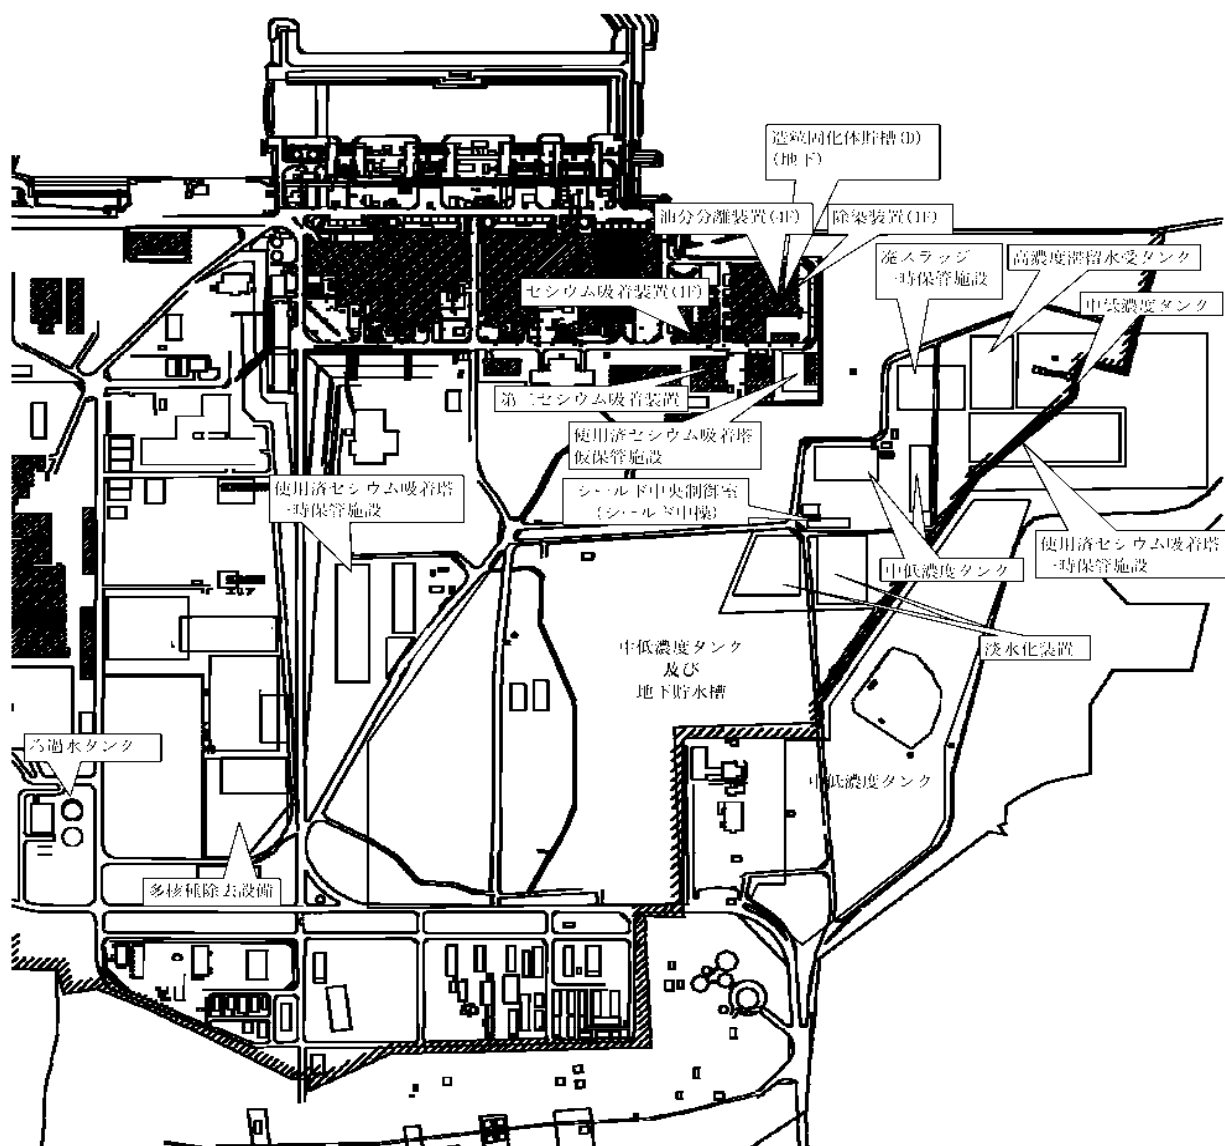 造粒固化体貯槽(D)
(地下)
油分分離装置(1F)
除染装置(1F)
廃スラッジ
一時保管施設
高濃度滞留水受タンク
セシウム吸着装置(1F)
中低濃度タンク
第二セシウム吸着装置
使用済セシウム吸着塔
仮保管施設
使用済セシウム吸着塔
一時保管施設
シールド中央制御室
(シールド中操)
使用済セシウム吸着塔
一時保管施設
中低濃度タンク
エリア
淡水化装置
中低濃度タンク
及び
地下貯水槽
ろ過水タンク
中低濃度タンク
多核種除去設備